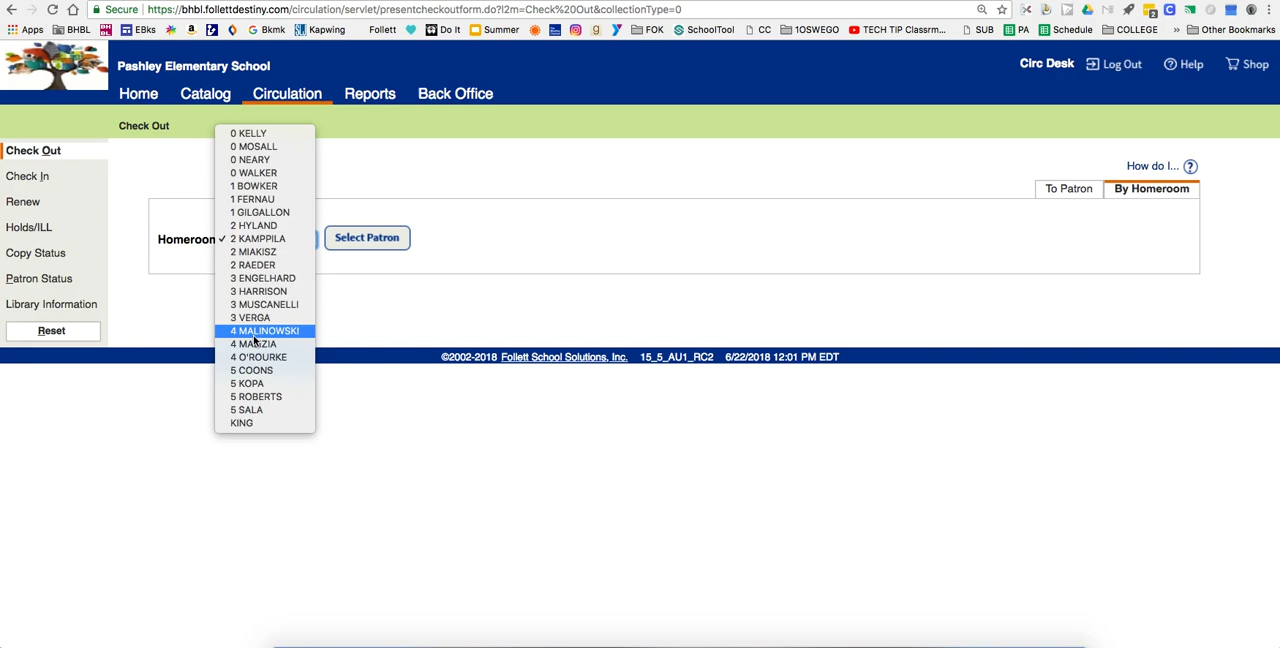 Secure https://bhbl.follettdestiny.com/circulation/servlet/presentcheckoutform.do?l2m=Check%20Out&collectionType=0
Apps BHBL EBks Bkmk Kapwing Follett Do It Summer FOK SchoolTool CC 1OSWEGO TECH TIP Classrm... SUB PA Schedule COLLEGE » Other Bookmarks
Pashley Elementary School
Circ Desk Log Out Help Shop
Home Catalog Circulation Reports Back Office
Check Out
Check Out
Check In
Renew
Holds/ILL
Copy Status
Patron Status
Library Information
Reset
How do I... ?
To Patron By Homeroom
Homeroom
Select Patron
0 KELLY
0 MOSALL
0 NEARY
0 WALKER
1 BOWKER
1 FERNAU
1 GILGALLON
2 HYLAND
✓ 2 KAMPPILA
2 MIAKISZ
2 RAEDER
3 ENGELHARD
3 HARRISON
3 MUSCANELLI
3 VERGA
4 MALINOWSKI
4
4 O'ROURKE
5 COONS
5 KOPA
5 ROBERTS
5 SALA
KING
©2002-2018 Follett School Solutions, Inc. 15_5_AU1_RC2 6/22/2018 12:01 PM EDT